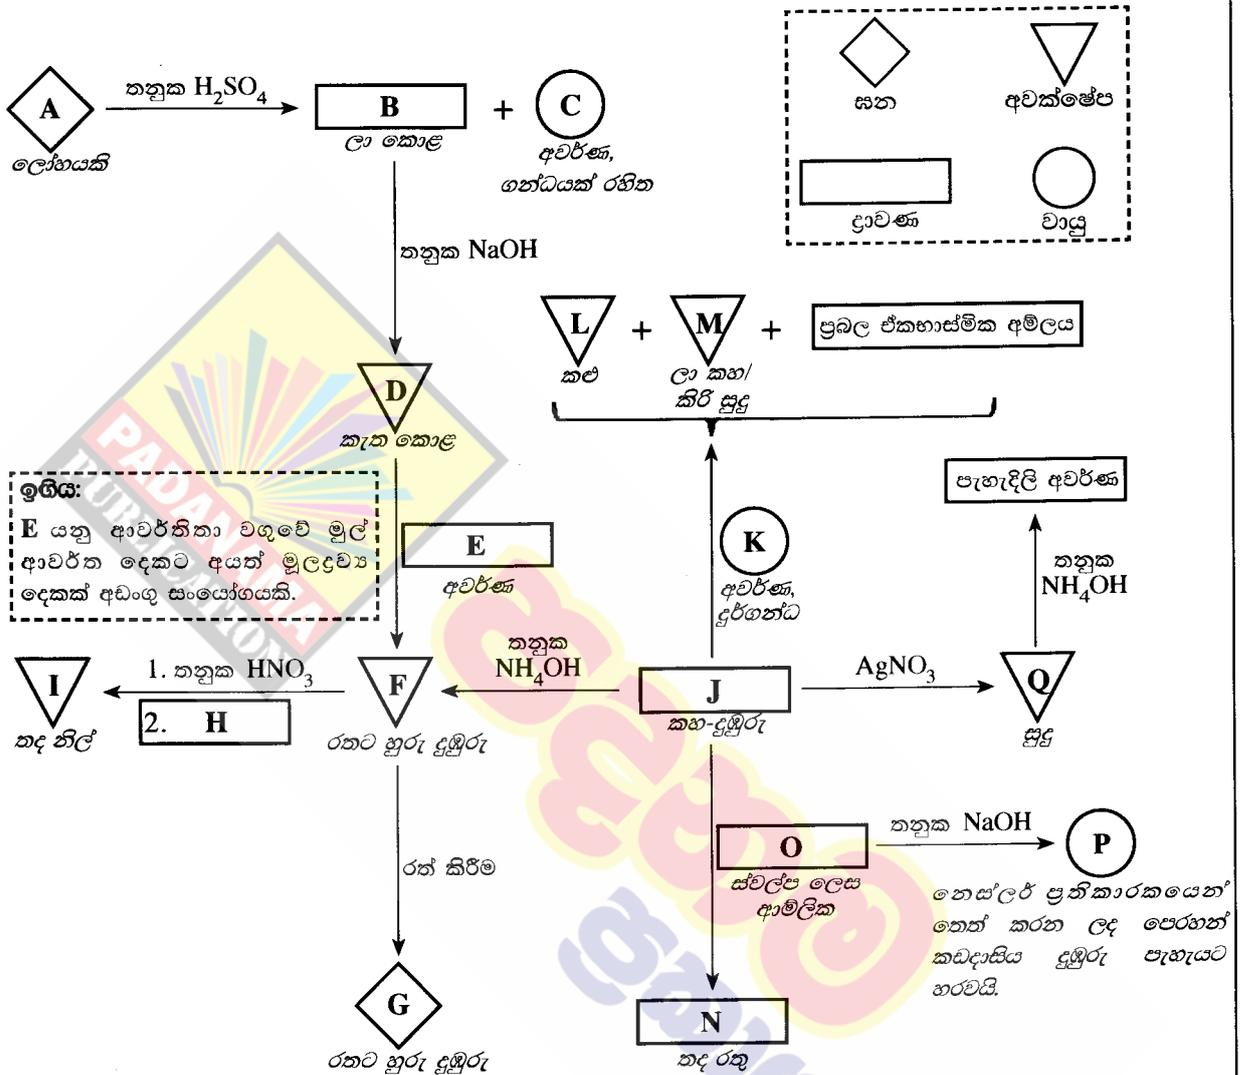 A
ලෝහයකි
තනුක H₂SO₄
B
ලා කොළ
+
C
අවර්ණ,
ගන්ධයක් රහිත
ඝන
අවක්ෂේප
ද්‍රාවණ
වායු
තනුක NaOH
D
කැත කොළ
L
කළු
+
M
ලා කහ/
කිරි සුදු
+
ප්‍රබල ඒකභාස්මික අම්ලය
ඉඟිය:
E යනු ආවර්තිතා වගුවේ මුල්
ආවර්ත දෙකට අයත් මූලද්‍රව්‍ය
දෙකක් අඩංගු සංයෝගයකි.
E
අවර්ණ
K
අවර්ණ,
දුර්ගන්ධ
පැහැදිලි අවර්ණ
තනුක
NH₄OH
I
තද නිල්
1. තනුක HNO₃
2. H
F
රතට හුරු දුඹුරු
තනුක
NH₄OH
J
කහ-දුඹුරු
AgNO₃
Q
සුදු
රත් කිරීම
G
රතට හුරු දුඹුරු
O
ස්වල්ප ලෙස
ආම්ලික
තනුක NaOH
P
නෙස්ලර් ප්‍රතිකාරකයෙන්
තෙත් කරන ලද පෙරහන්
කඩදාසිය දුඹුරු පැහැයට
හරවයි.
N
තද රතු
PADANAMA
PUBLICATION